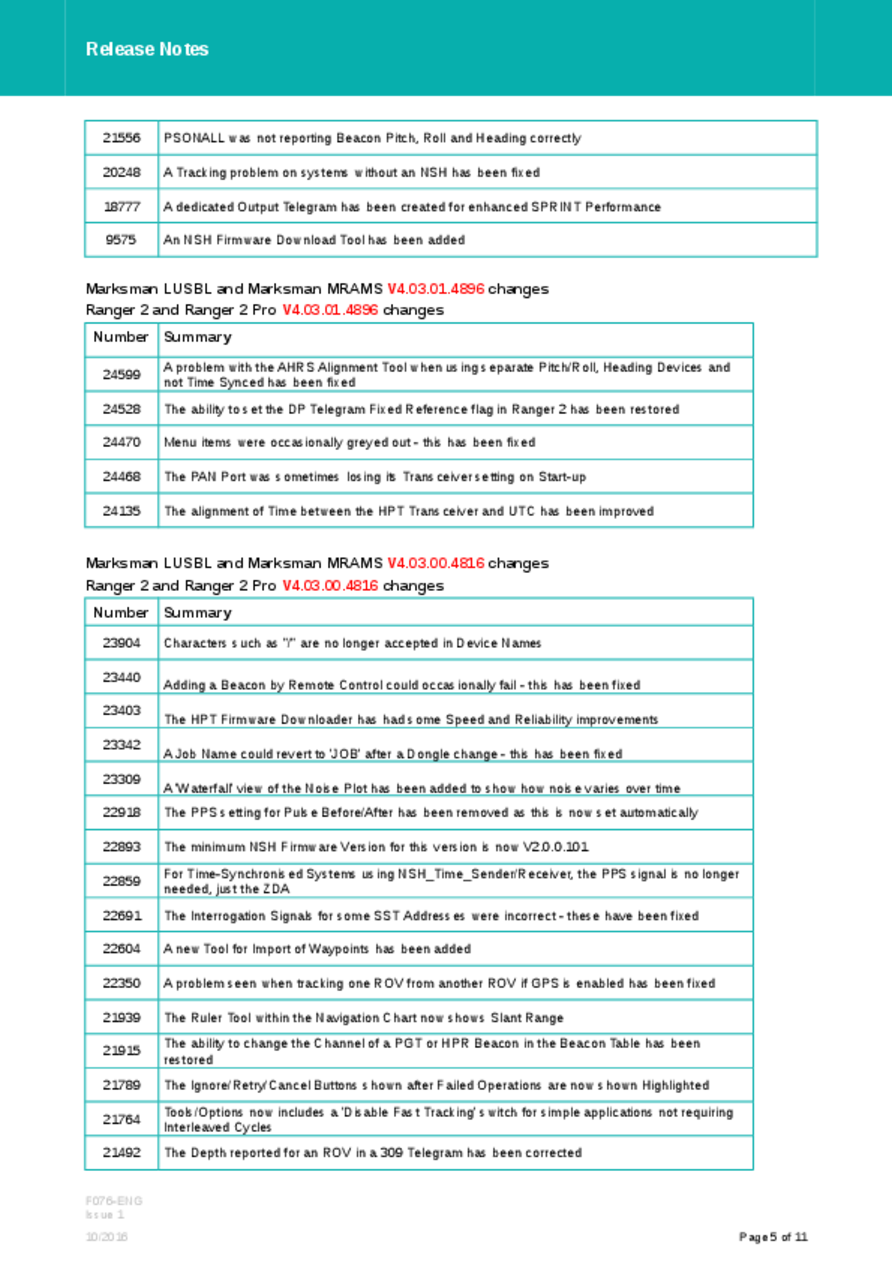 Release Notes
21556 PSONALL was not reporting Beacon Pitch, Roll and Heading correctly
20248 A Tracking problem on systems without an NSH has been fixed
18777 A dedicated Output Telegram has been created for enhanced SPRINT Performance
9575 An NSH Firmware Download Tool has been added
Marksman LUSBL and Marksman MRAMS V4.03.01.4896 changes
Ranger 2 and Ranger 2 Pro V4.03.01.4896 changes
Number Summary
24599 A problem with the AHRS Alignment Tool when using separate Pitch/Roll, Heading Devices and
not Time Synced has been fixed
24528 The ability to set the DP Telegram Fixed Reference flag in Ranger 2 has been restored
24470 Menu items were occasionally greyed out - this has been fixed
24468 The PAN Port was sometimes losing its Transceiver setting on Start-up
24135 The alignment of Time between the HPT Transceiver and UTC has been improved
Marksman LUSBL and Marksman MRAMS V4.03.00.4816 changes
Ranger 2 and Ranger 2 Pro V4.03.00.4816 changes
Number Summary
23904 Characters such as "/" are no longer accepted in Device Names
23440 Adding a Beacon by Remote Control could occasionally fail - this has been fixed
23403 The HPT Firmware Downloader has had some Speed and Reliability improvements
23342 A Job Name could revert to 'JOB' after a Dongle change - this has been fixed
23309 A 'Waterfall' view of the Noise Plot has been added to show how noise varies over time
22918 The PPS setting for Pulse Before/After has been removed as this is now set automatically
22893 The minimum NSH Firmware Version for this version is now V2.0.0.101
22859 For Time-Synchronised Systems using NSH_Time_Sender/Receiver, the PPS signal is no longer
needed, just the ZDA
22691 The Interrogation Signals for some SST Addresses were incorrect - these have been fixed
22604 A new Tool for Import of Waypoints has been added
22350 A problem seen when tracking one ROV from another ROV if GPS is enabled has been fixed
21939 The Ruler Tool within the Navigation Chart now shows Slant Range
21915 The ability to change the Channel of a PGT or HPR Beacon in the Beacon Table has been
restored
21789 The Ignore/Retry/Cancel Buttons shown after Failed Operations are now shown Highlighted
21764 Tools/Options now includes a 'Disable Fast Tracking' switch for simple applications not requiring
Interleaved Cycles
21492 The Depth reported for an ROV in a 309 Telegram has been corrected
F076-ENG
Issue 1
10/2016
Page 5 of 11